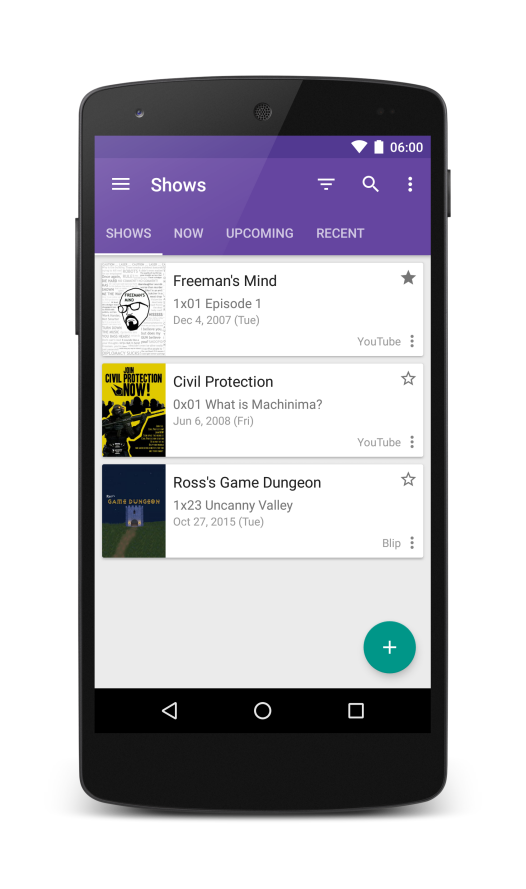 06:00
Shows
SHOWS NOW UPCOMING RECENT
FREEMAN'S
MIND
Freeman's Mind
1x01 Episode 1
Dec 4, 2007 (Tue)
YouTube
JOIN
CIVIL PROTECTION
NOW!
Civil Protection
0x01 What is Machinima?
Jun 6, 2008 (Fri)
YouTube
GAME DUNGEON
Ross's Game Dungeon
1x23 Uncanny Valley
Oct 27, 2015 (Tue)
Blip